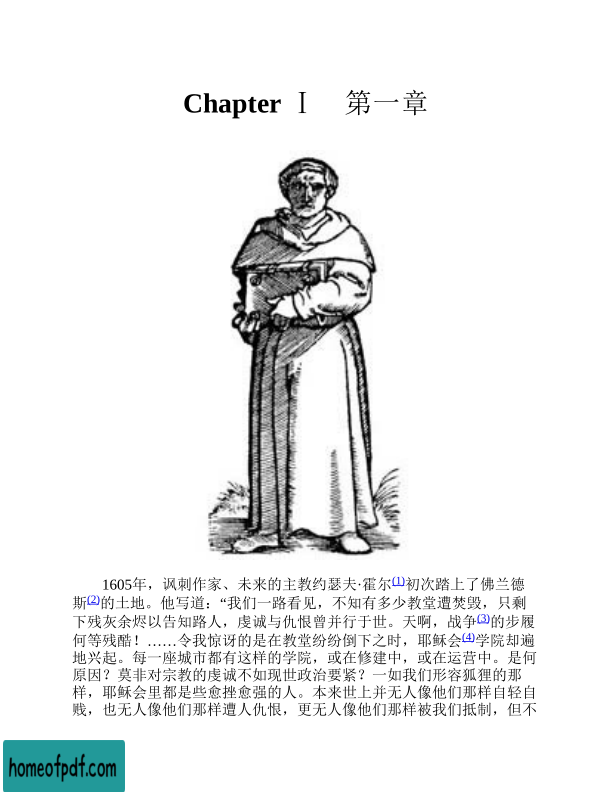 Chapter Ⅰ 第一章
1605年，讽刺作家、未来的主教约瑟夫·霍尔(1)初次踏上了佛兰德
斯(2)的土地。他写道：“我们一路看见，不知有多少教堂遭焚毁，只剩
下残灰余烬以告知路人，虔诚与仇恨曾并行于世。天啊，战争(3)的步履
何等残酷！……令我惊讶的是在教堂纷纷倒下之时，耶稣会(4)学院却遍
地兴起。每一座城市都有这样的学院，或在修建中，或在运营中。是何
原因？莫非对宗教的虔诚不如现世政治要紧？一如我们形容狐狸的那
样，耶稣会里都是些愈挫愈强的人。本来世上并无人像他们那样自轻自
贱，也无人像他们那样遭人仇恨，更无人像他们那样被我们抵制，但不
homeofpdf.com